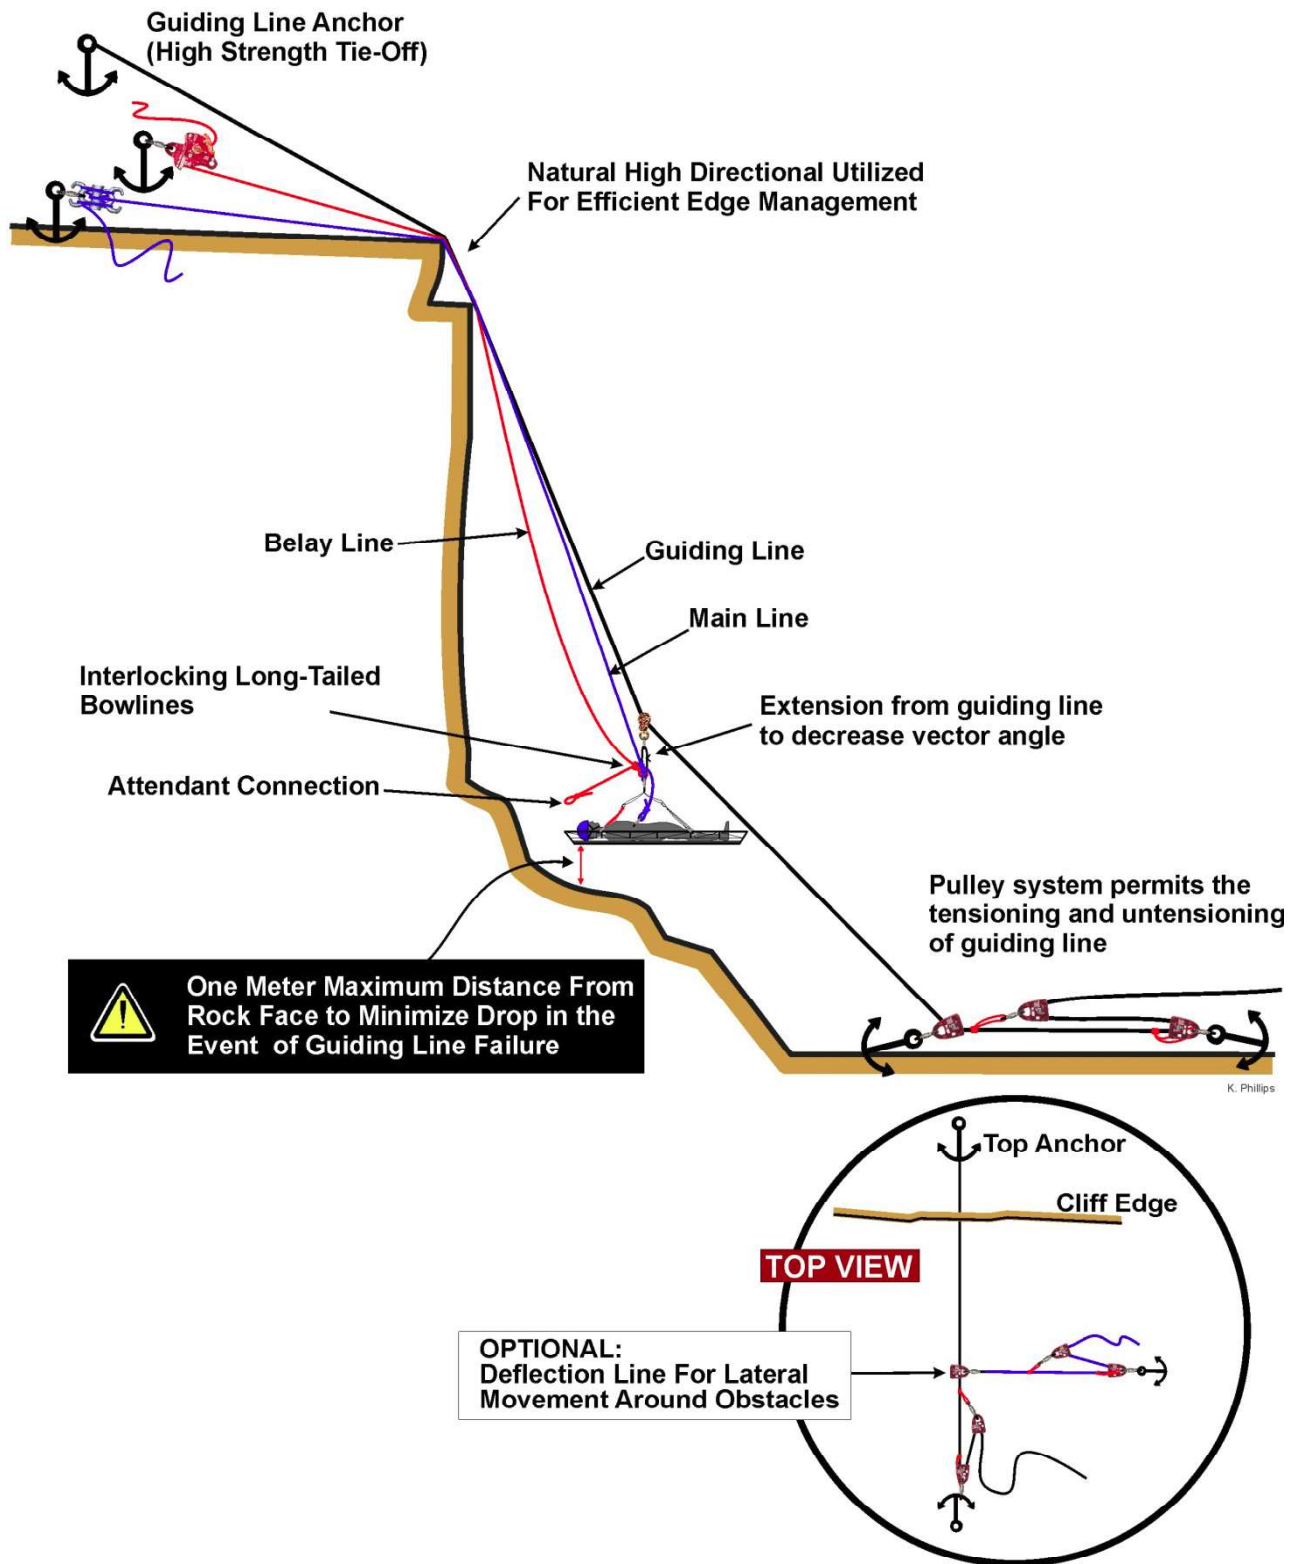 Guiding Line Anchor
(High Strength Tie-Off)
Natural High Directional Utilized
For Efficient Edge Management
Belay Line
Guiding Line
Main Line
Interlocking Long-Tailed
Bowlines
Extension from guiding line
to decrease vector angle
Attendant Connection
Pulley system permits the
tensioning and untensioning
of guiding line
One Meter Maximum Distance From
Rock Face to Minimize Drop in the
Event of Guiding Line Failure
K. Phillips
Top Anchor
Cliff Edge
TOP VIEW
OPTIONAL:
Deflection Line For Lateral
Movement Around Obstacles